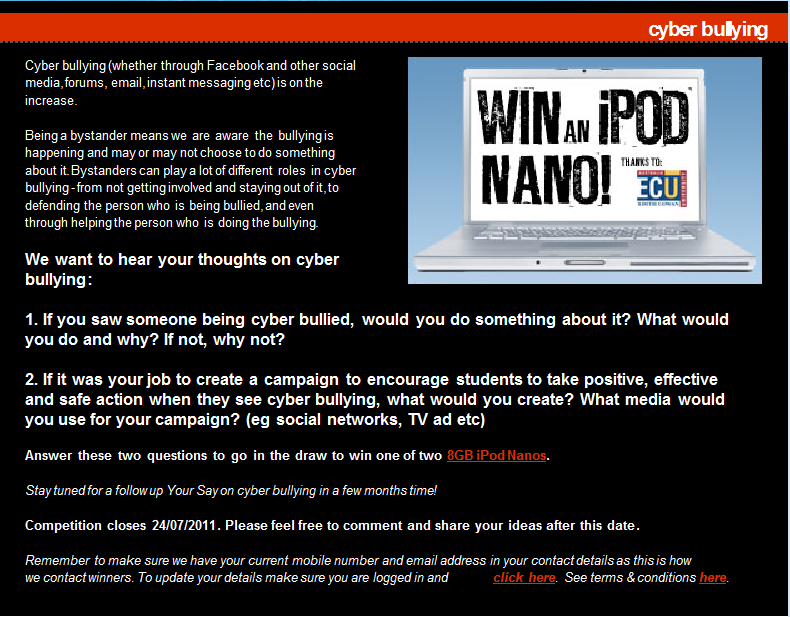 cyber bullying
Cyber bullying (whether through Facebook and other social
media, forums, email, instant messaging etc) is on the
increase.
Being a bystander means we are aware the bullying is
happening and may or may not choose to do something
about it. Bystanders can play a lot of different roles in cyber
bullying - from not getting involved and staying out of it, to
defending the person who is being bullied, and even
through helping the person who is doing the bullying.
WIN AN iPOD
NANO!
THANKS TO:
ECU
EDITH COWAN
We want to hear your thoughts on cyber
bullying:
1. If you saw someone being cyber bullied, would you do something about it? What would
you do and why? If not, why not?
2. If it was your job to create a campaign to encourage students to take positive, effective
and safe action when they see cyber bullying, what would you create? What media would
you use for your campaign? (eg social networks, TV ad etc)
Answer these two questions to go in the draw to win one of two 8GB iPod Nanos.
Stay tuned for a follow up Your Say on cyber bullying in a few months time!
Competition closes 24/07/2011. Please feel free to comment and share your ideas after this date.
Remember to make sure we have your current mobile number and email address in your contact details as this is how
we contact winners. To update your details make sure you are logged in and click here. See terms & conditions here.